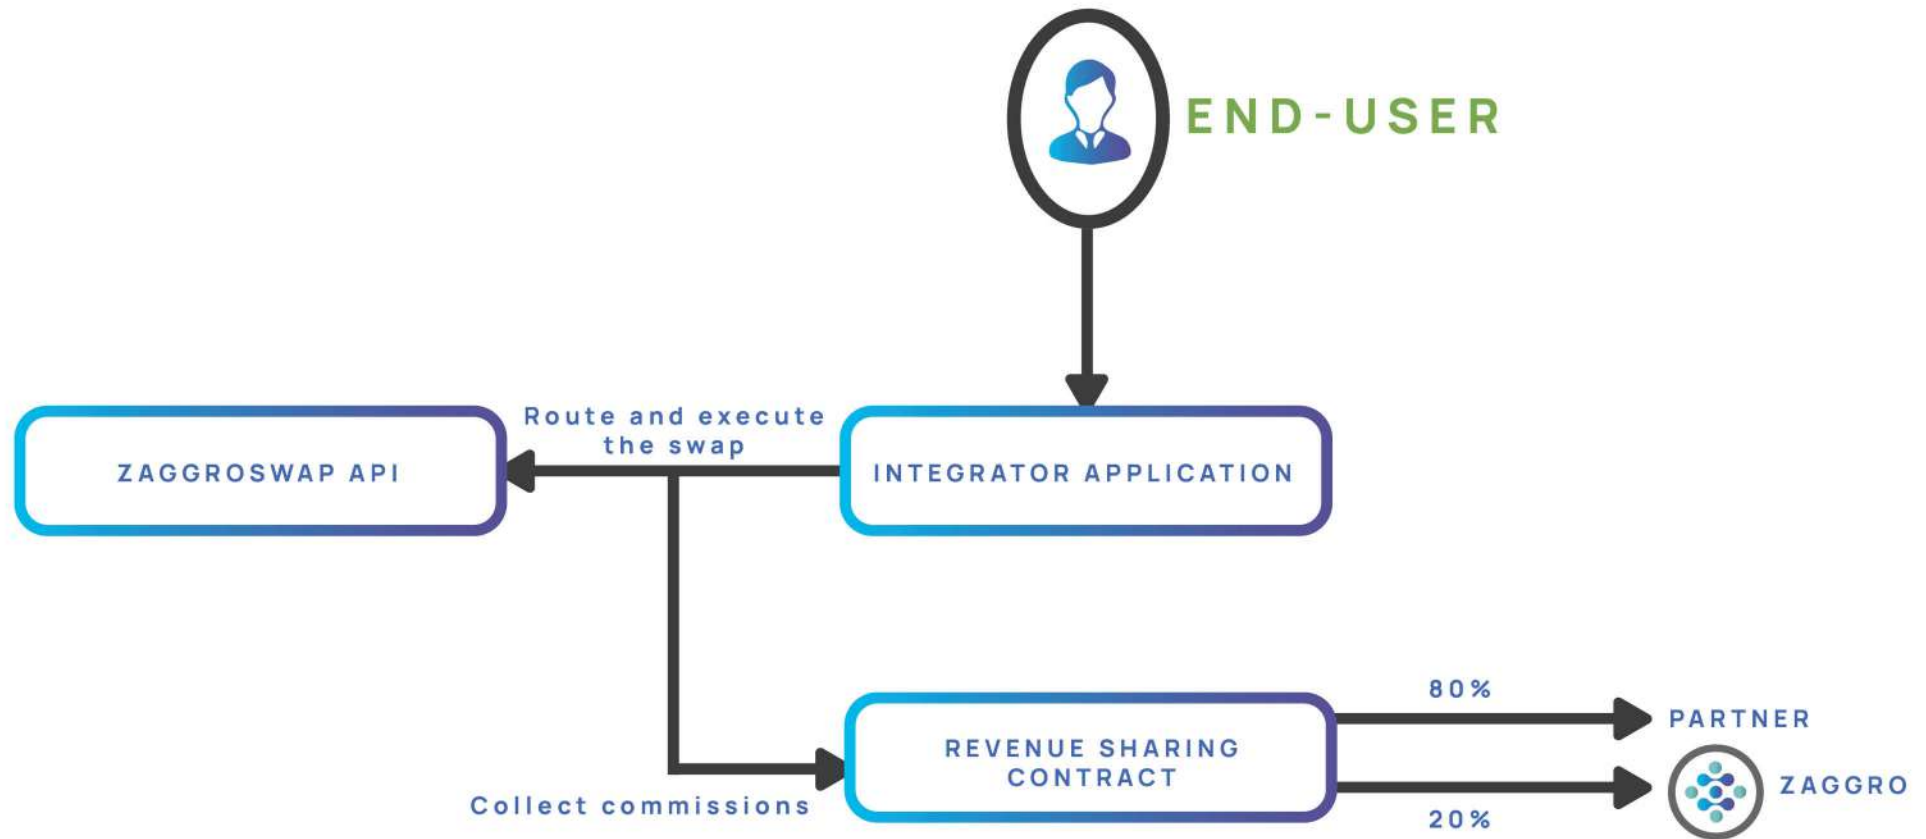 END-USER
Route and execute
the swap
ZAGGROSWAP API
INTEGRATOR APPLICATION
80%
PARTNER
REVENUE SHARING
CONTRACT
ZAGGRO
Collect commissions
20%